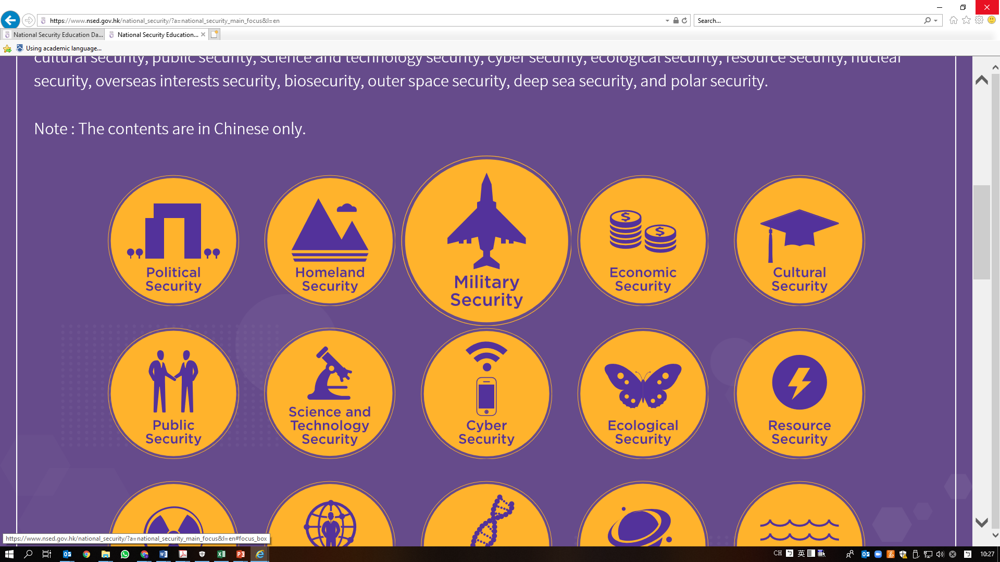 https://www.nsed.gov.hk/national_security/?a=national_security_main_focus&l=en
Search...
National Security Education Da...
National Security Education...
Using academic language...
cultural security, public security, science and technology security, cyber security, ecological security, resource security, nuclear
security, overseas interests security, biosecurity, outer space security, deep sea security, and polar security.
Note : The contents are in Chinese only.
Political
Security
Homeland
Security
Military
Security
$ $
Economic
Security
Cultural
Security
Public
Security
Science and
Technology
Security
Cyber
Security
Ecological
Security
Resource
Security
https://www.nsed.gov.hk/national_security/?a=national_security_main_focus&l=en#focus_box
CH 英 10:27